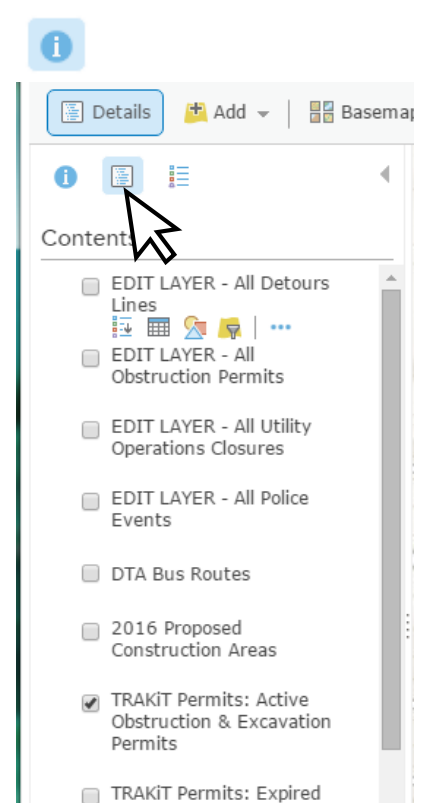 Details Add Basemap
Contents
EDIT LAYER - All Detours
Lines
EDIT LAYER - All
Obstruction Permits
EDIT LAYER - All Utility
Operations Closures
EDIT LAYER - All Police
Events
DTA Bus Routes
2016 Proposed
Construction Areas
TRAKiT Permits: Active
Obstruction & Excavation
Permits
TRAKiT Permits: Expired